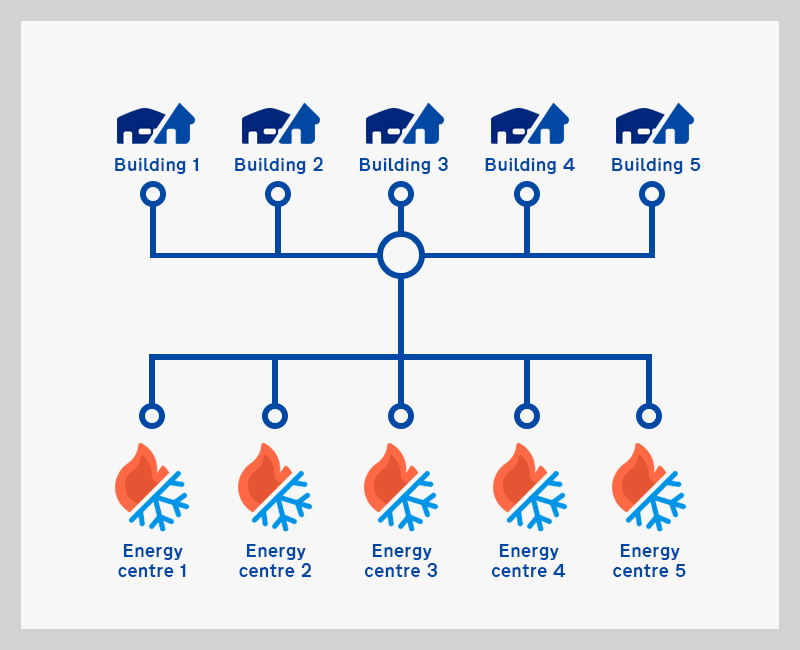 Building 1
Building 2
Building 3
Building 4
Building 5
Energy
centre 1
Energy
centre 2
Energy
centre 3
Energy
centre 4
Energy
centre 5